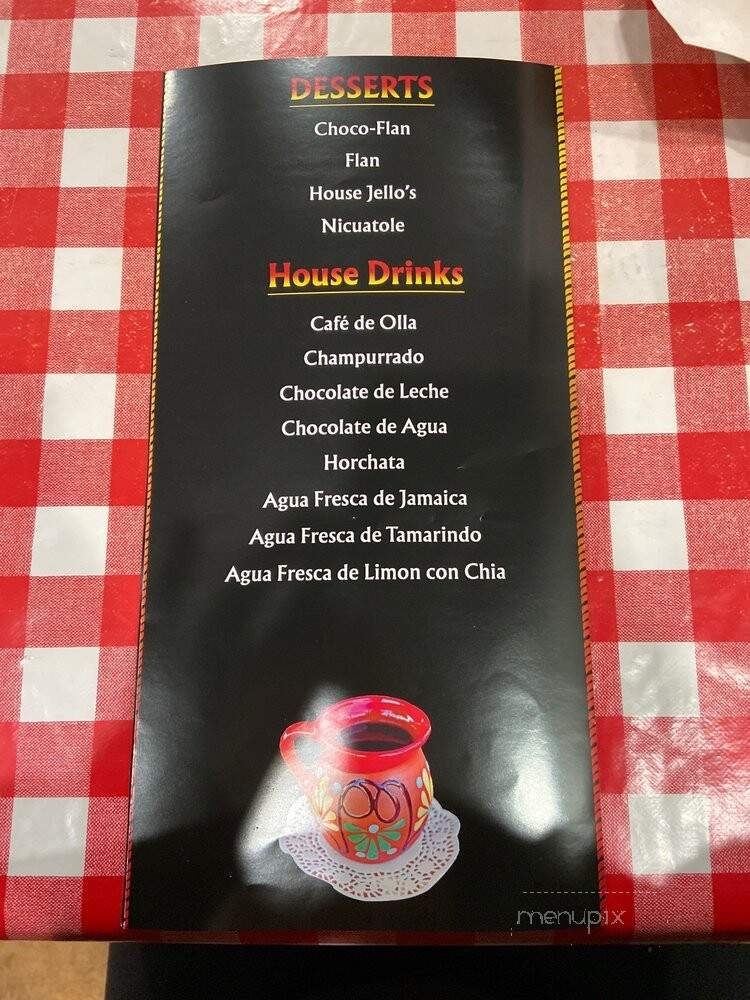 DESSERTS
Choco-Flan
Flan
House Jello's
Nicuatole
House Drinks
Café de Olla
Champurrado
Chocolate de Leche
Chocolate de Agua
Horchata
Agua Fresca de Jamaica
Agua Fresca de Tamarindo
Agua Fresca de Limon con Chia
menupix